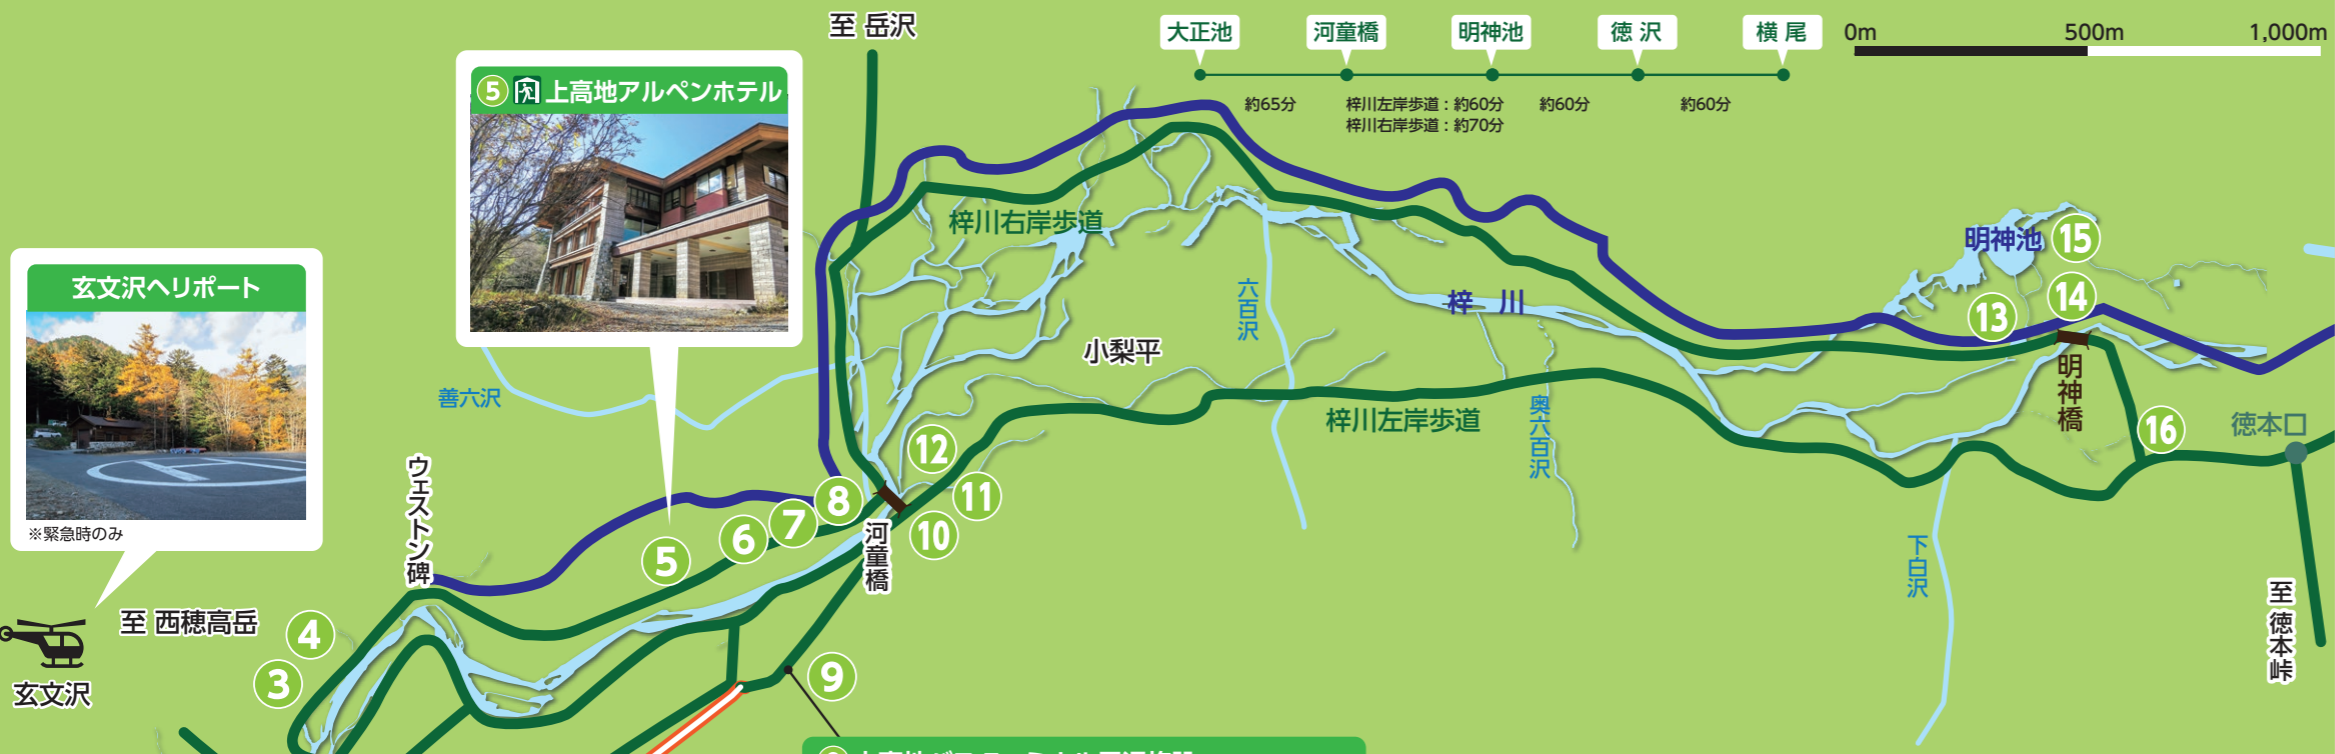 至 岳沢
大正池
河童橋
明神池
徳 沢
横 尾
約65分
梓川左岸歩道：約60分
梓川右岸歩道：約70分
約60分
約60分
0m
500m
1,000m
⑤ 上高地アルペンホテル
玄文沢ヘリポート
※緊急時のみ
梓川右岸歩道
明神池
⑮
⑭
⑬
六百沢
梓 川
小梨平
善六沢
明神橋
梓川左岸歩道
奥六百沢
⑯
徳本口
⑫
⑪
⑩
⑧
⑦
⑥
⑤
河童橋
ウェストン碑
下白沢
至 徳本峠
至 西穂高岳
④
③
玄文沢
⑨